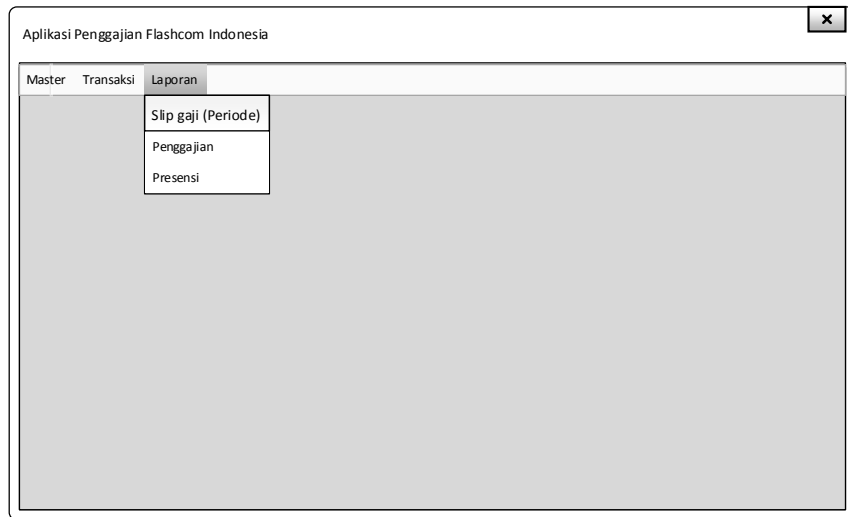 Aplikasi Penggajian Flashcom Indonesia
Master Transaksi Laporan
Slip gaji (Periode)
Penggajian
Presensi